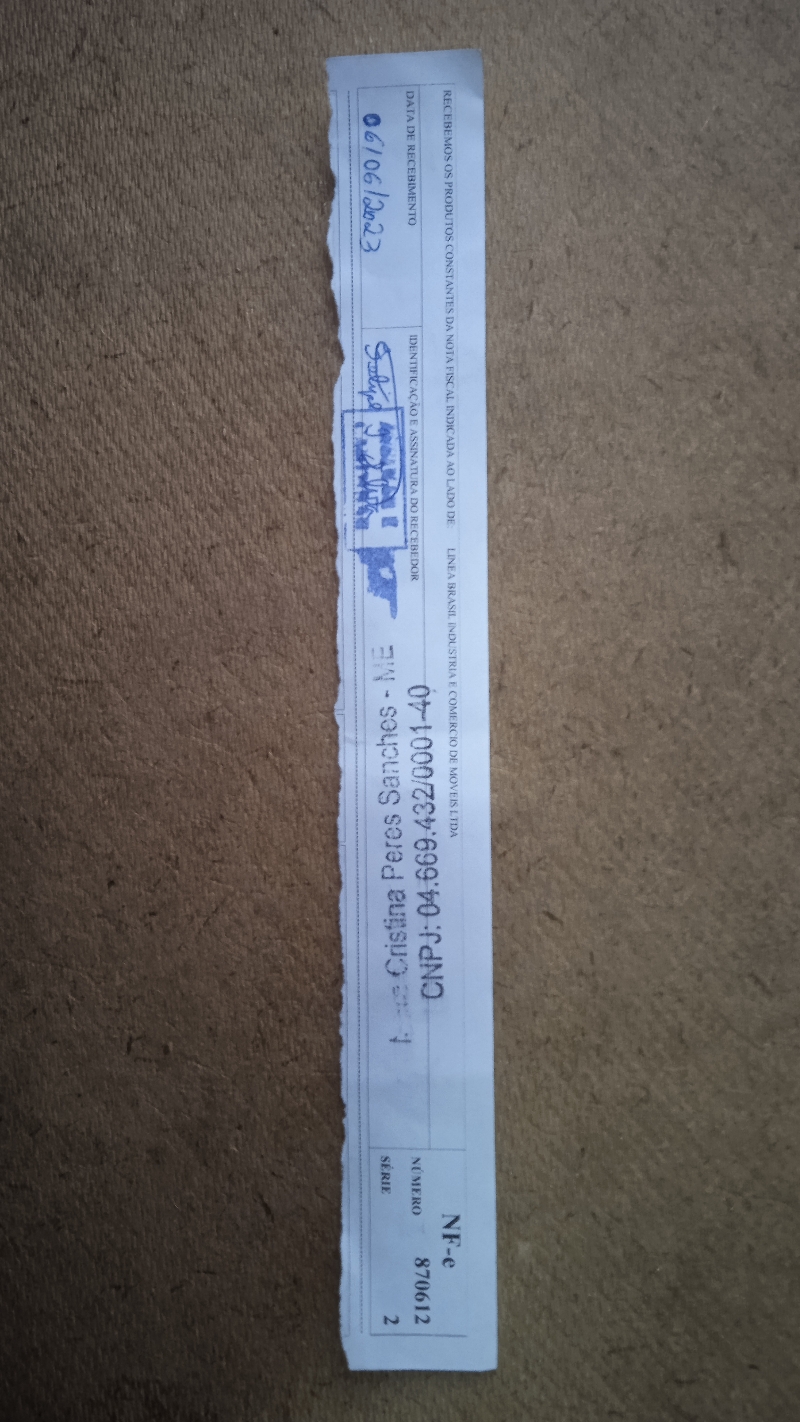 RECEBEMOS OS PRODUTOS CONSTANTES DA NOTA FISCAL INDICADA AO LADO DE LINEA BRASIL INDUSTRIA E COMERCIO DE MOVEIS LTDA
DATA DE RECEBIMENTO
06/06/2023
IDENTIFICAÇÃO E ASSINATURA DO RECEBEDOR
CNPJ: 04.669.432/0001-40
Cristina Peres Sanches - ME
NF-e
NÚMERO 870612
SÉRIE 2